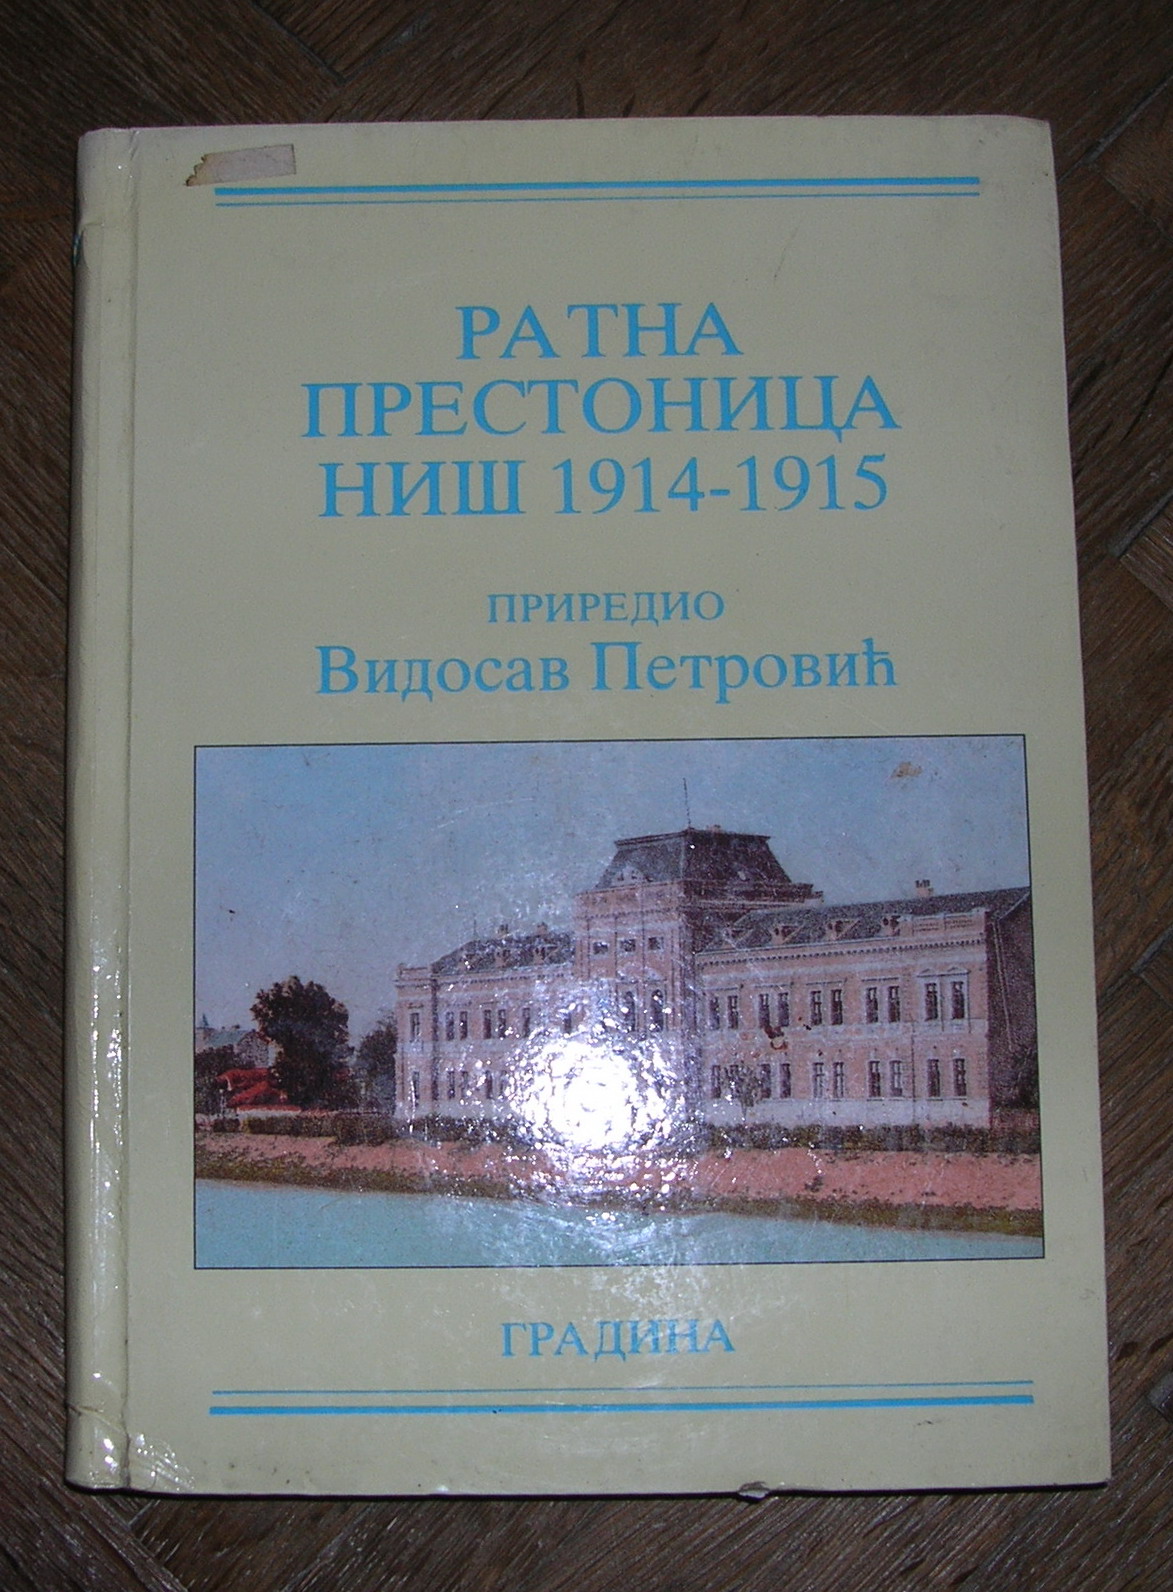 РАТНА
ПРЕСТОНИЦА
НИШ 1914-1915
ПРИРЕДИО
Видосав Петровић
ГРАДИНА